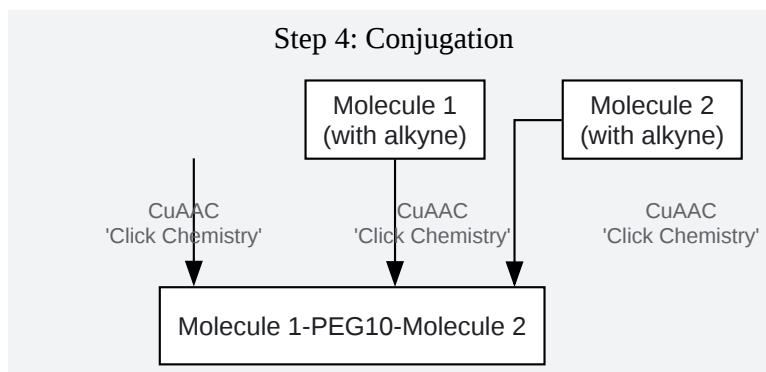 Step 4: Conjugation
Molecule 1
(with alkyne)
Molecule 2
(with alkyne)
CuAAC
'Click Chemistry'
CuAAC
'Click Chemistry'
CuAAC
'Click Chemistry'
Molecule 1-PEG10-Molecule 2